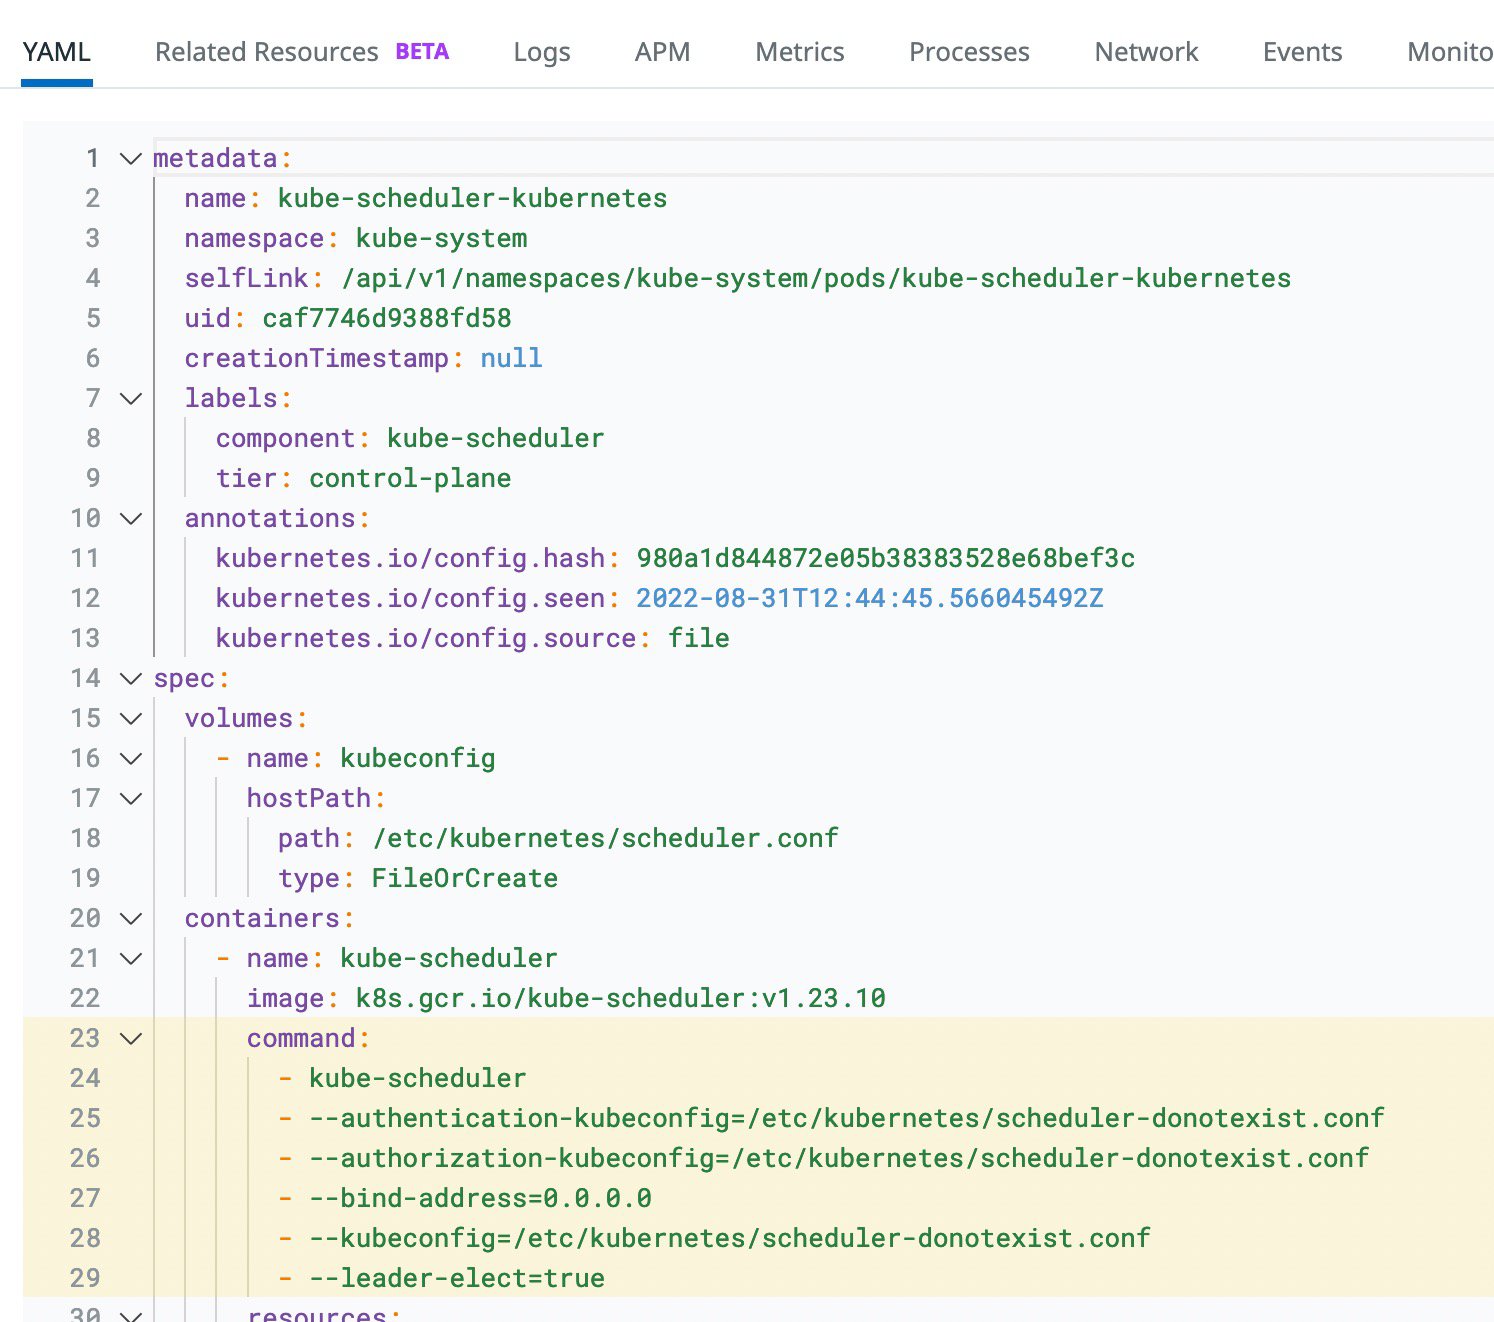 YAML Related Resources BETA Logs APM Metrics Processes Network Events Monito
1 metadata:
2 name: kube-scheduler-kubernetes
3 namespace: kube-system
4 selfLink: /api/v1/namespaces/kube-system/pods/kube-scheduler-kubernetes
5 uid: caf7746d9388fd58
6 creationTimestamp: null
7 labels:
8 component: kube-scheduler
9 tier: control-plane
10 annotations:
11 kubernetes.io/config.hash: 980a1d844872e05b38383528e68bef3c
12 kubernetes.io/config.seen: 2022-08-31T12:44:45.566045492Z
13 kubernetes.io/config.source: file
14 spec:
15 volumes:
16 - name: kubeconfig
17 hostPath:
18 path: /etc/kubernetes/scheduler.conf
19 type: FileOrCreate
20 containers:
21 - name: kube-scheduler
22 image: k8s.gcr.io/kube-scheduler:v1.23.10
23 command:
24 - kube-scheduler
25 - --authentication-kubeconfig=/etc/kubernetes/scheduler-donotexist.conf
26 - --authorization-kubeconfig=/etc/kubernetes/scheduler-donotexist.conf
27 - --bind-address=0.0.0.0
28 - --kubeconfig=/etc/kubernetes/scheduler-donotexist.conf
29 - --leader-elect=true
30 resources: